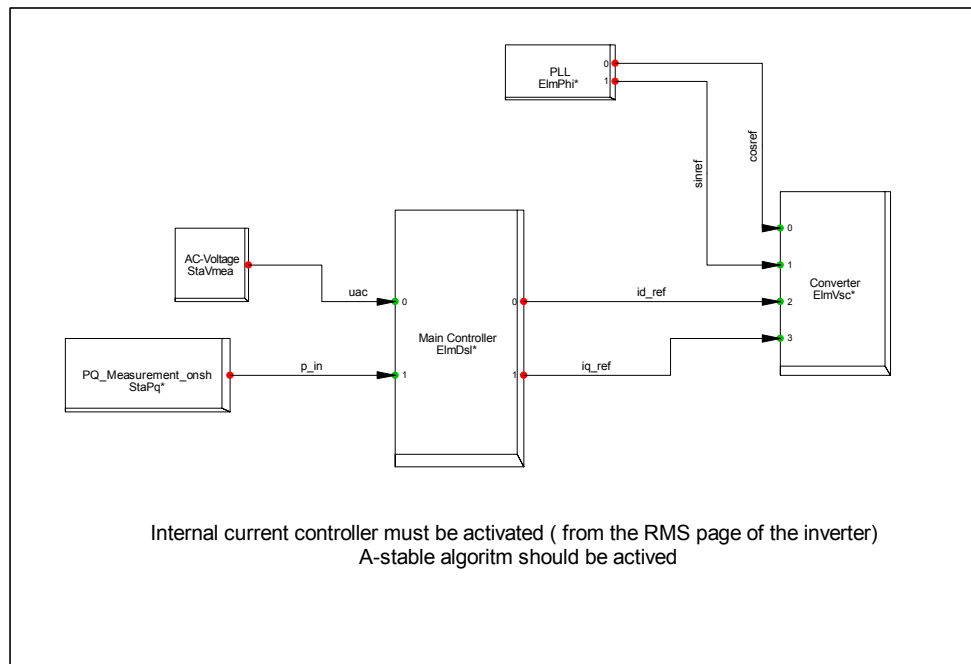 PLL
ElmPhi*
0
1
cosref
sinref
AC-Voltage
StaVmea
uac
PQ_Measurement_onsh
StaPq*
p_in
0
1
Main Controller
ElmDsl*
0
1
id_ref
iq_ref
0
1
2
3
Converter
ElmVsc*
Internal current controller must be activated ( from the RMS page of the inverter)
A-stable algoritm should be actived